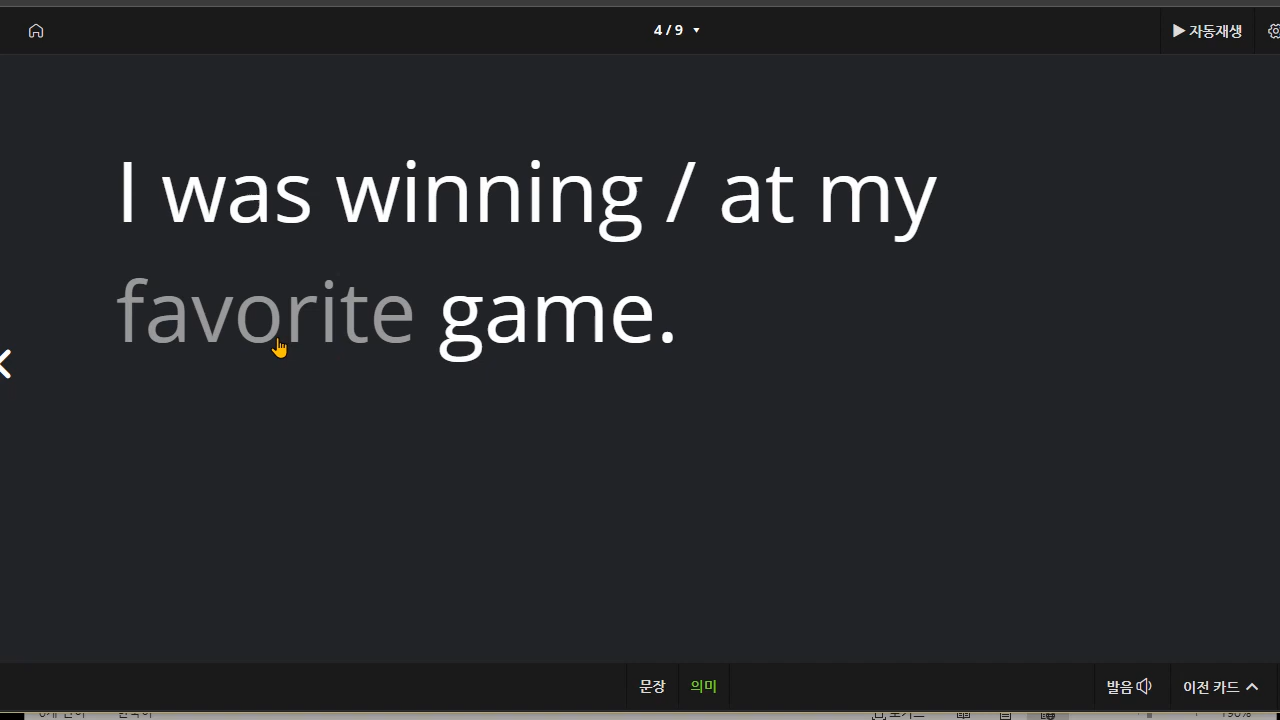 4 / 9
자동재생
I was winning / at my
favorite game.
문장
의미
발음
이전 카드